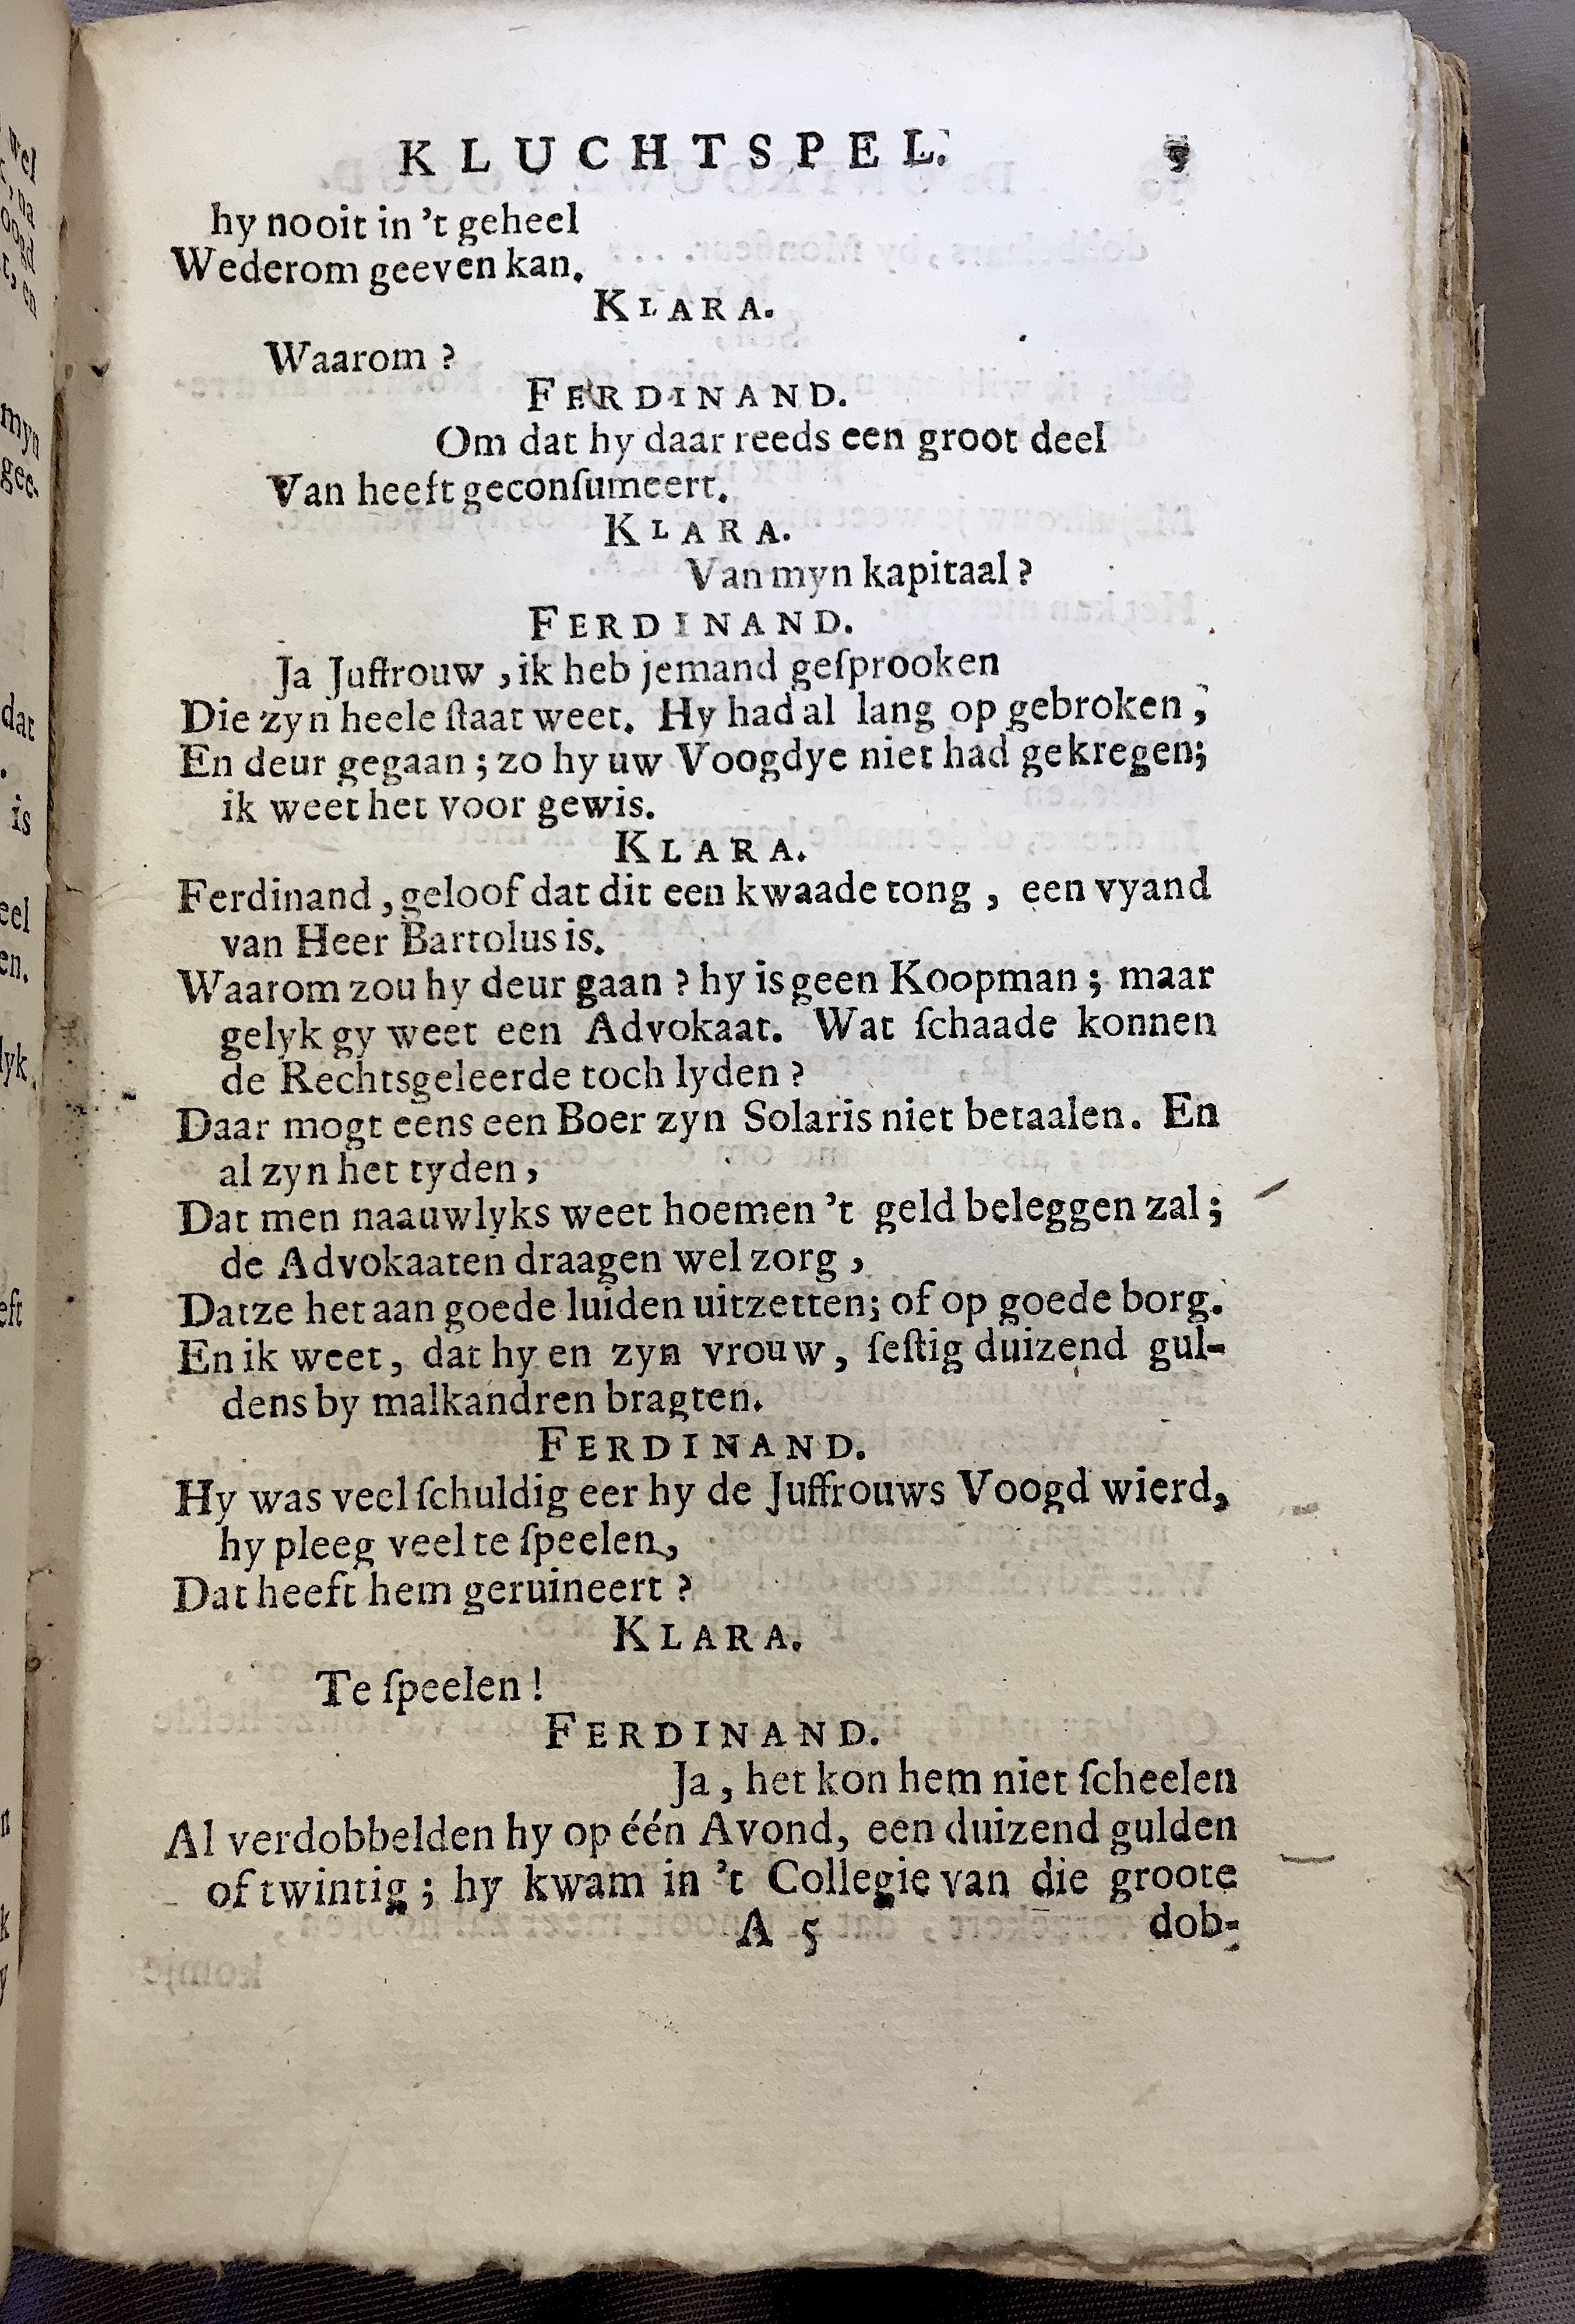 KLUCHTSPEL. 9
hy nooit in 't geheel
Wederom geeven kan.
KLARA.
Waarom ?
FERDINAND.
Om dat hy daar reeds een groot deel
Van heeft geconſumeert.
KLARA.
Van myn kapitaal ?
FERDINAND.
Ja Juffrouw , ik heb jemand geſprooken
Die zyn heele ſtaat weet. Hy had al lang op gebroken ,
En deur gegaan ; zo hy uw Voogdye niet had gekregen;
ik weet het voor gewis.
KLARA.
Ferdinand , geloof dat dit een kwaade tong , een vyand
van Heer Bartolus is.
Waarom zou hy deur gaan ? hy is geen Koopman ; maar
gelyk gy weet een Advokaat. Wat ſchaade konnen
de Rechtsgeleerde toch lyden ?
Daar mogt eens een Boer zyn Solaris niet betaalen. En
al zyn het tyden ,
Dat men naauwlyks weet hoemen 't geld beleggen zal ;
de Advokaaten draagen wel zorg ,
Datze het aan goede luiden uitzetten; of op goede borg.
En ik weet, dat hy en zyn vrouw, ſeſtig duizend gul-
dens by malkandren bragten.
FERDINAND.
Hy was veel ſchuldig eer hy de Juffrouws Voogd wierd,
hy pleeg veel te ſpeelen,
Dat heeft hem geruineert ?
KLARA.
Te ſpeelen !
FERDINAND.
Ja , het kon hem niet ſcheelen
Al verdobbelden hy op één Avond, een duizend gulden
of twintig ; hy kwam in 't Collegie van die groote
A 5 dob-
wel
myn
gee-
dat
is
eel
en.
lyk
eft